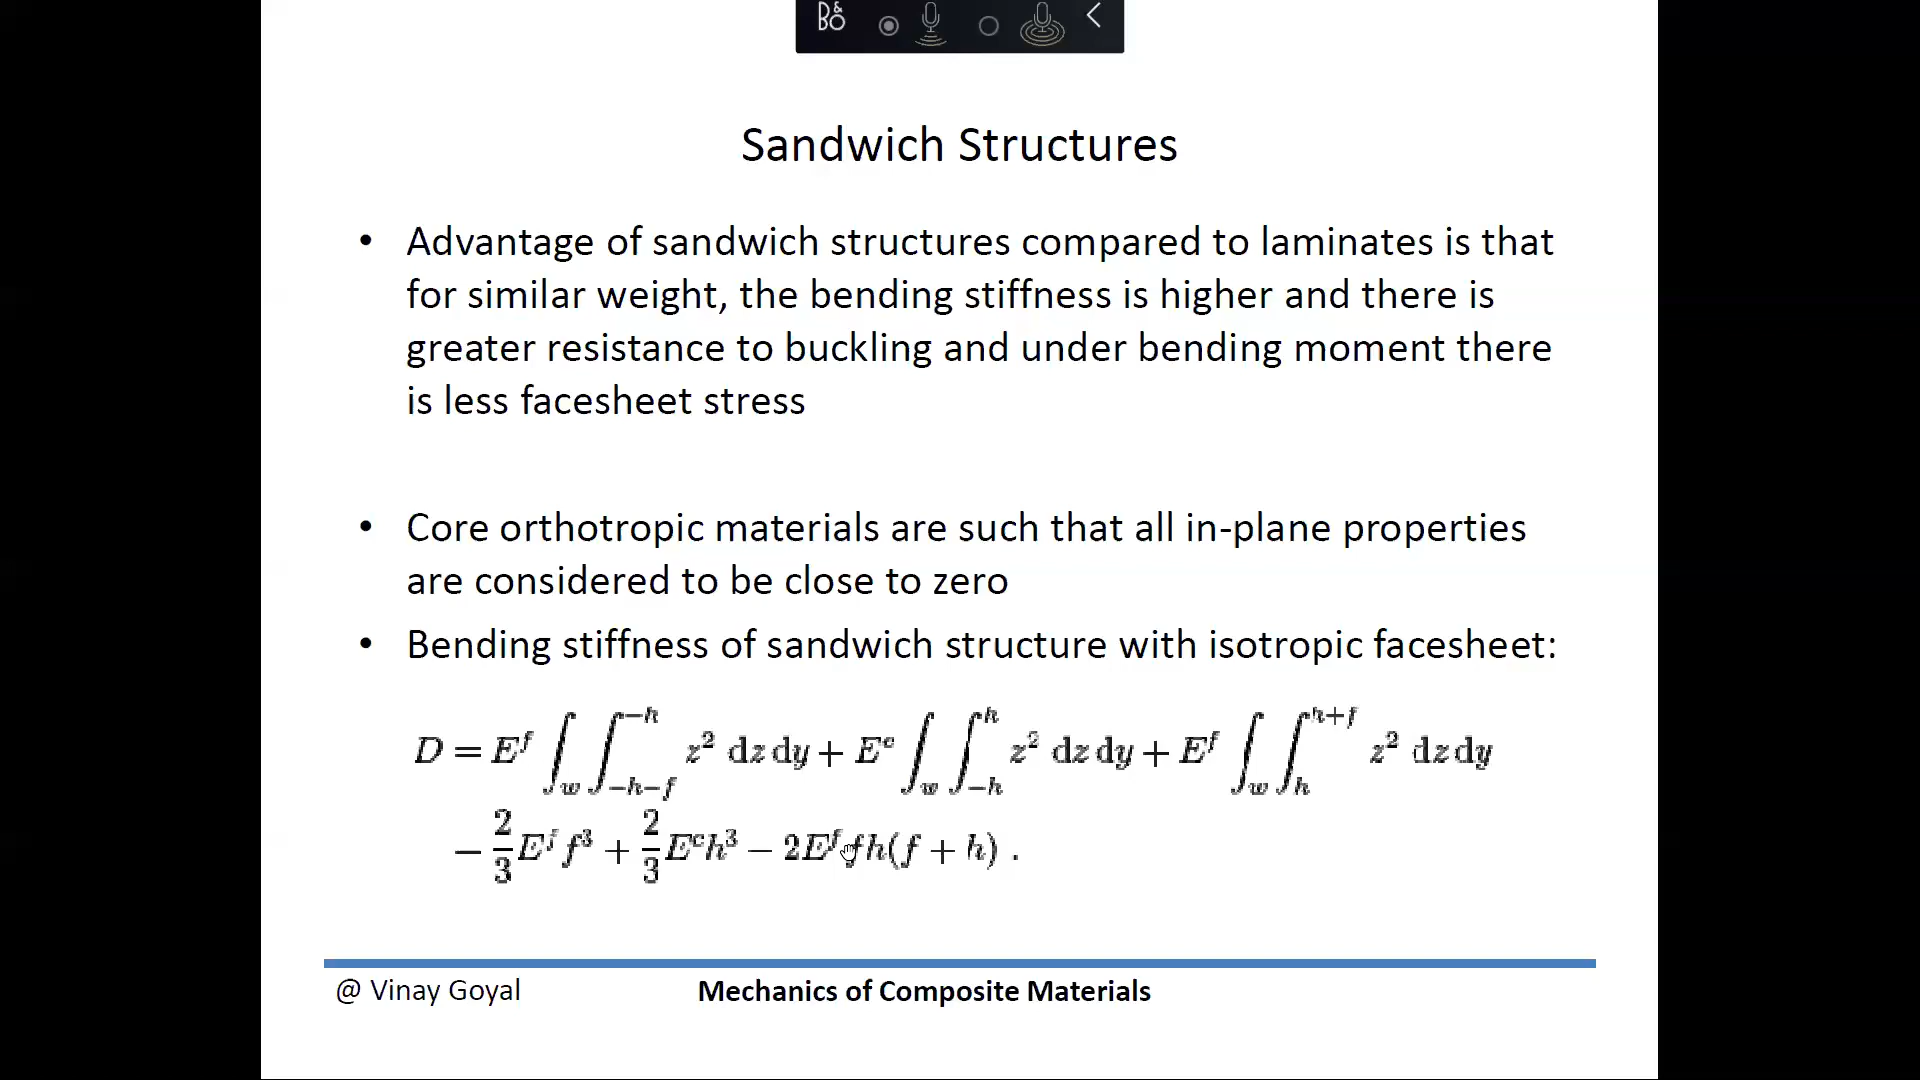 B&O
Sandwich Structures
• Advantage of sandwich structures compared to laminates is that
for similar weight, the bending stiffness is higher and there is
greater resistance to buckling and under bending moment there
is less facesheet stress
• Core orthotropic materials are such that all in-plane properties
are considered to be close to zero
• Bending stiffness of sandwich structure with isotropic facesheet:
D = E^f ∫_w ∫_{-h-f}^{-h} z^2 dz dy + E^c ∫_w ∫_{-h}^{h} z^2 dz dy + E^f ∫_w ∫_{h}^{h+f} z^2 dz dy
− 2/3 E^f f^3 + 2/3 E^c h^3 − 2E^f fh(f + h) .
@ Vinay Goyal Mechanics of Composite Materials